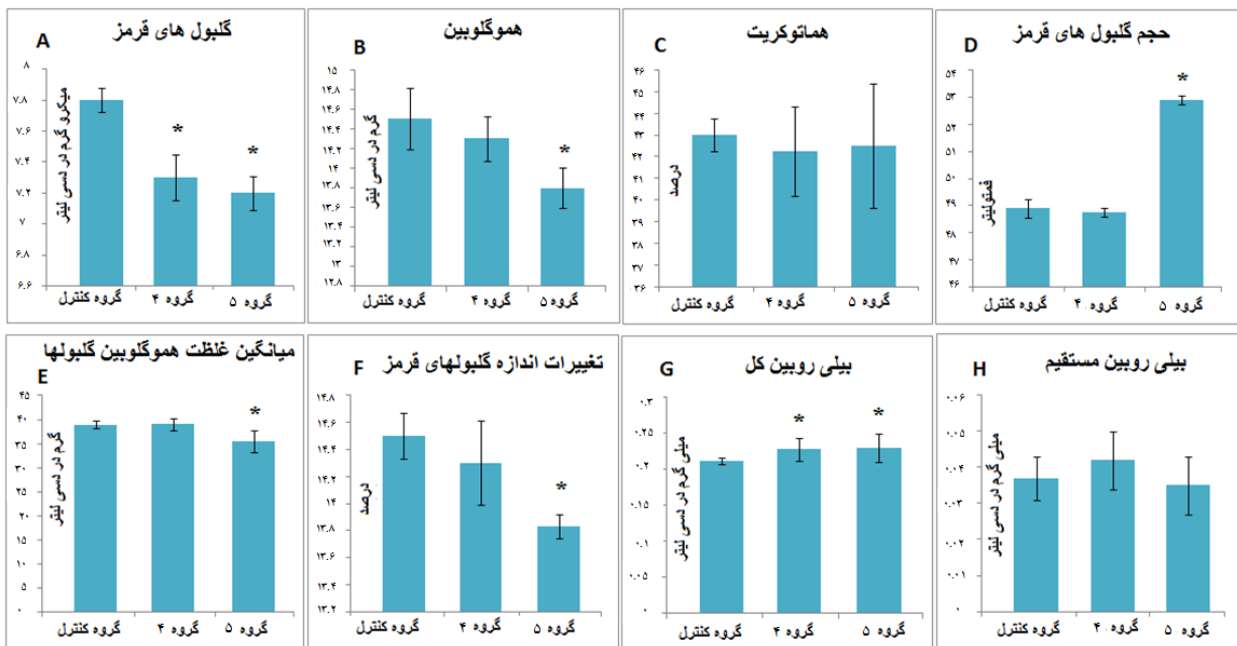 A
گلبول های قرمز
میکرو گرم در دسی لیتر
۸
۷.۸
۷.۶
۷.۴
۷.۲
۷
۶.۸
۶.۶
گروه کنترل
گروه ۴
گروه ۵
*
*
B
هموگلوبین
گرم در دسی لیتر
۱۵
۱۴.۸
۱۴.۶
۱۴.۴
۱۴.۲
۱۴
۱۳.۸
۱۳.۶
۱۳.۴
۱۳.۲
۱۳
۱۲.۸
گروه کنترل
گروه ۴
گروه ۵
*
C
هماتوکریت
درصد
۴۶
۴۵
۴۴
۴۳
۴۲
۴۱
۴۰
۳۹
۳۸
۳۷
۳۶
گروه کنترل
گروه ۴
گروه ۵
D
حجم گلبول های قرمز
فمتولیتر
۵۴
۵۳
۵۲
۵۱
۵۰
۴۹
۴۸
۴۷
۴۶
گروه کنترل
گروه ۴
گروه ۵
*
E
میانگین غلظت هموگلوبین گلبولها
گرم در دسی لیتر
۴۵
۴۰
۳۵
۳۰
۲۵
۲۰
۱۵
۱۰
۵
۰
گروه کنترل
گروه ۴
گروه ۵
*
F
تغییرات اندازه گلبولهای قرمز
درصد
۱۴.۸
۱۴.۶
۱۴.۴
۱۴.۲
۱۴
۱۳.۸
۱۳.۶
۱۳.۴
۱۳.۲
گروه کنترل
گروه ۴
گروه ۵
*
G
بیلی روبین کل
میلی گرم در دسی لیتر
۰.۳
۰.۲۵
۰.۲
۰.۱۵
۰.۱
۰.۰۵
۰
گروه کنترل
گروه ۴
گروه ۵
*
*
H
بیلی روبین مستقیم
میلی گرم در دسی لیتر
۰.۰۶
۰.۰۵
۰.۰۴
۰.۰۳
۰.۰۲
۰.۰۱
۰
گروه کنترل
گروه ۴
گروه ۵